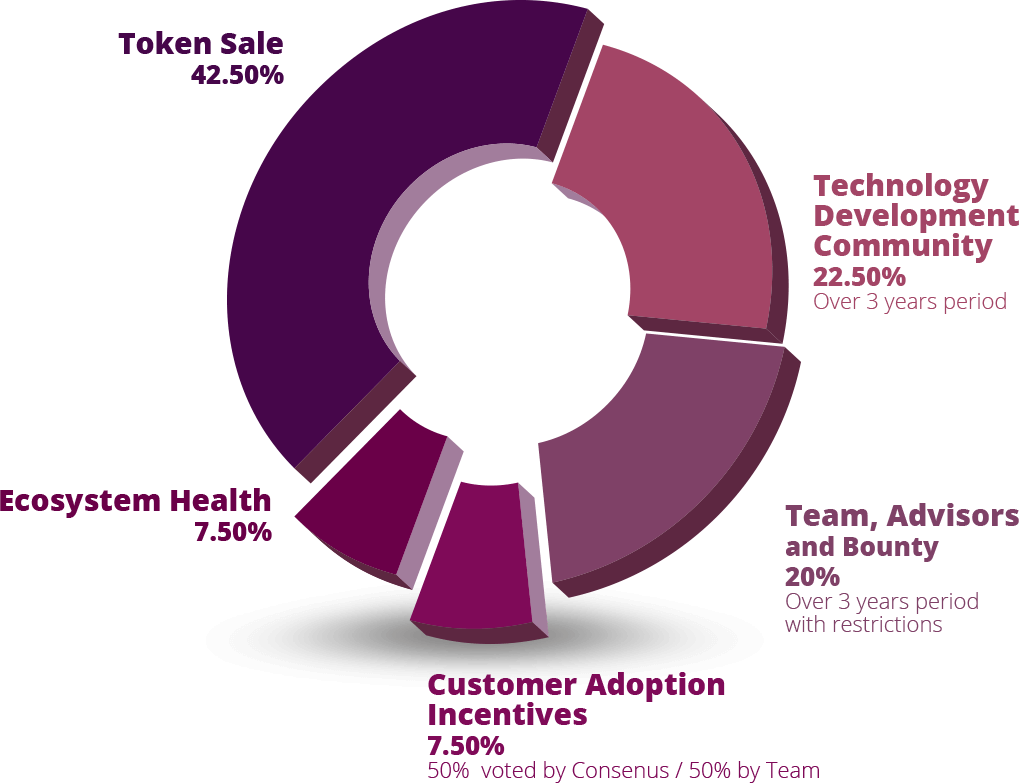 Token Sale
42.50%
Technology
Development
Community
22.50%
Over 3 years period
Ecosystem Health
7.50%
Team, Advisors
and Bounty
20%
Over 3 years period
with restrictions
Customer Adoption
Incentives
7.50%
50%  voted by Consenus / 50% by Team